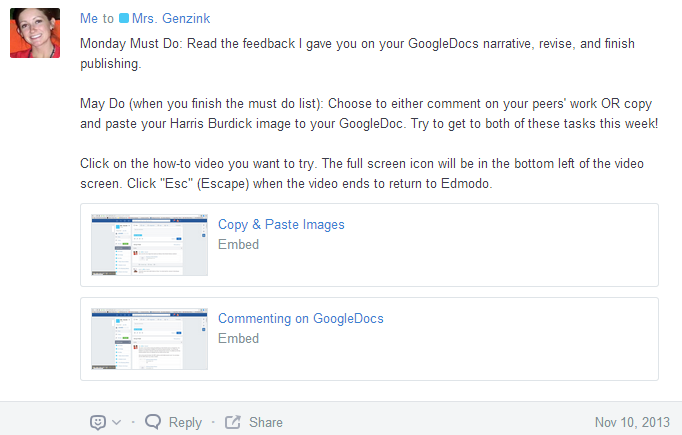 Me to Mrs. Genzink
Monday Must Do: Read the feedback I gave you on your GoogleDocs narrative, revise, and finish
publishing.
May Do (when you finish the must do list): Choose to either comment on your peers' work OR copy
and paste your Harris Burdick image to your GoogleDoc. Try to get to both of these tasks this week!
Click on the how-to video you want to try. The full screen icon will be in the bottom left of the video
screen. Click "Esc" (Escape) when the video ends to return to Edmodo.
Copy & Paste Images
Embed
Commenting on GoogleDocs
Embed
Reply · Share Nov 10, 2013